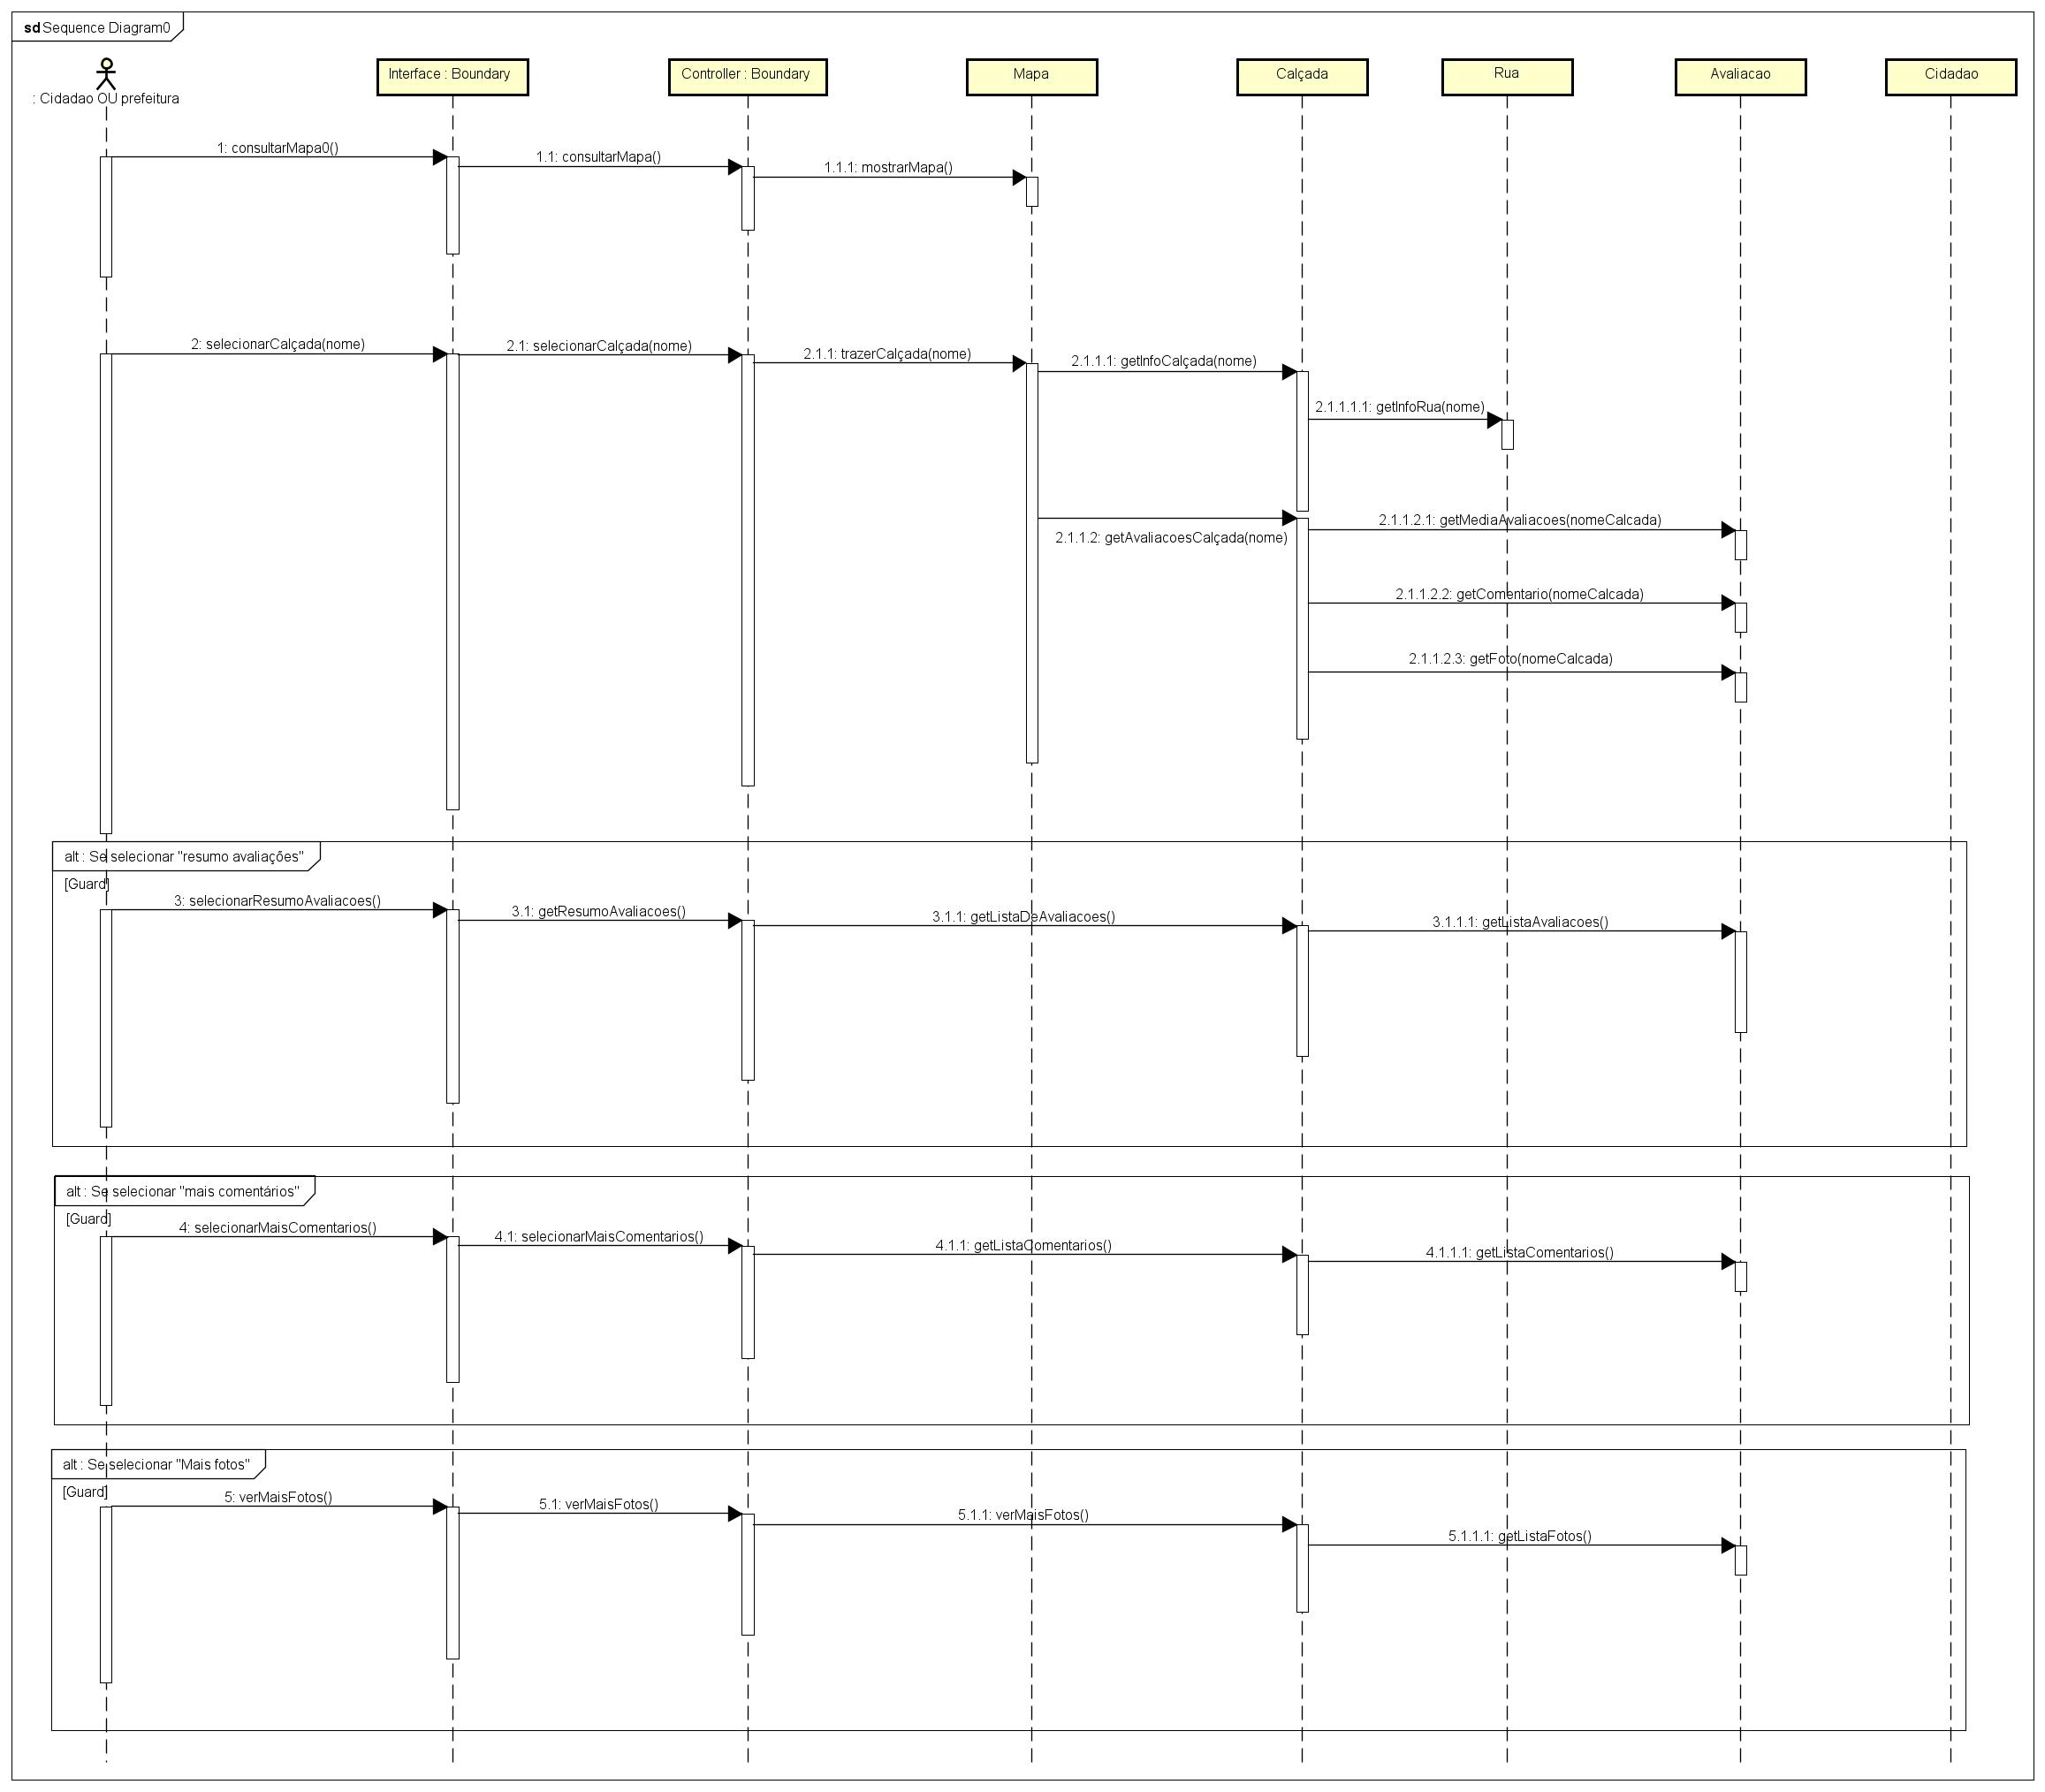 sd Sequence Diagram0
: Cidadao OU prefeitura
Interface : Boundary
Controller : Boundary
Mapa
Calçada
Rua
Avaliacao
Cidadao
1: consultarMapa0()
1.1: consultarMapa()
1.1.1: mostrarMapa()
2: selecionarCalçada(nome)
2.1: selecionarCalçada(nome)
2.1.1: trazerCalçada(nome)
2.1.1.1: getInfoCalçada(nome)
2.1.1.1.1: getInfoRua(nome)
2.1.1.2: getAvaliacoesCalçada(nome)
2.1.1.2.1: getMediaAvaliacoes(nomeCalcada)
2.1.1.2.2: getComentario(nomeCalcada)
2.1.1.2.3: getFoto(nomeCalcada)
alt : Se selecionar "resumo avaliações"
[Guard]
3: selecionarResumoAvaliacoes()
3.1: getResumoAvaliacoes()
3.1.1: getListaDeAvaliacoes()
3.1.1.1: getListaAvaliacoes()
alt : Se selecionar "mais comentários"
[Guard]
4: selecionarMaisComentarios()
4.1: selecionarMaisComentarios()
4.1.1: getListaComentarios()
4.1.1.1: getListaComentarios()
alt : Se selecionar "Mais fotos"
[Guard]
5: verMaisFotos()
5.1: verMaisFotos()
5.1.1: verMaisFotos()
5.1.1.1: getListaFotos()